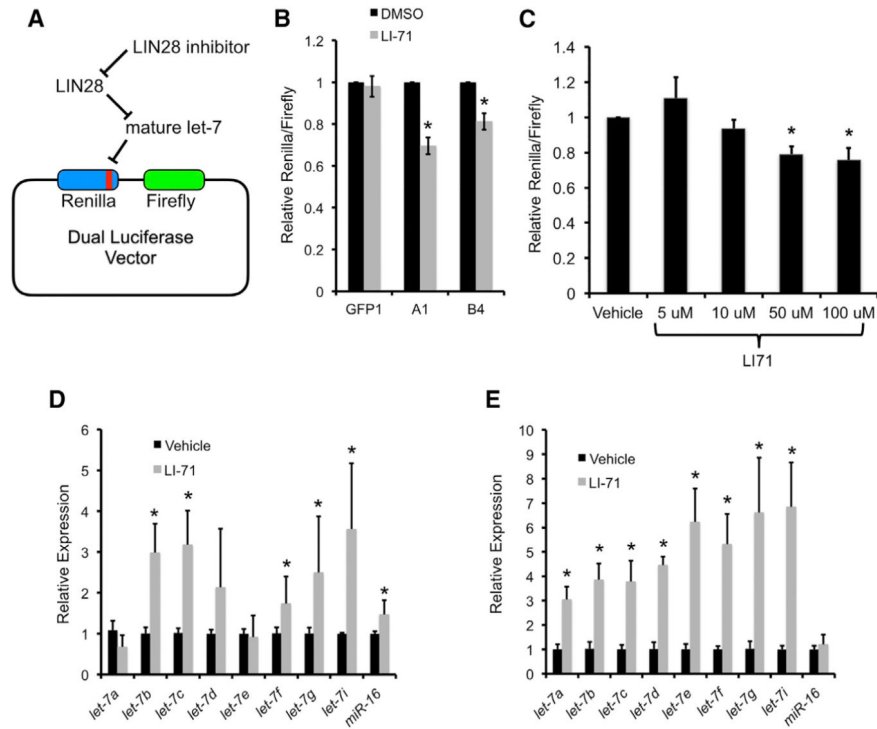 A
LIN28 inhibitor
LIN28
mature let-7
Renilla
Firefly
Dual Luciferase
Vector
B
DMSO
LI-71
Relative Renilla/Firefly
1.2
1
0.8
0.6
0.4
0.2
0
*
*
GFP1
A1
B4
C
Relative Renilla/Firefly
1.4
1.2
1
0.8
0.6
0.4
0.2
0
*
*
Vehicle
5 uM
10 uM
50 uM
100 uM
LI71
D
Vehicle
LI-71
Relative Expression
6
5
4
3
2
1
0
*
*
*
*
*
*
let-7a
let-7b
let-7c
let-7d
let-7e
let-7f
let-7g
let-7i
miR-16
E
Vehicle
LI-71
Relative Expression
10
9
8
7
6
5
4
3
2
1
0
*
*
*
*
*
*
*
*
let-7a
let-7b
let-7c
let-7d
let-7e
let-7f
let-7g
let-7i
miR-16